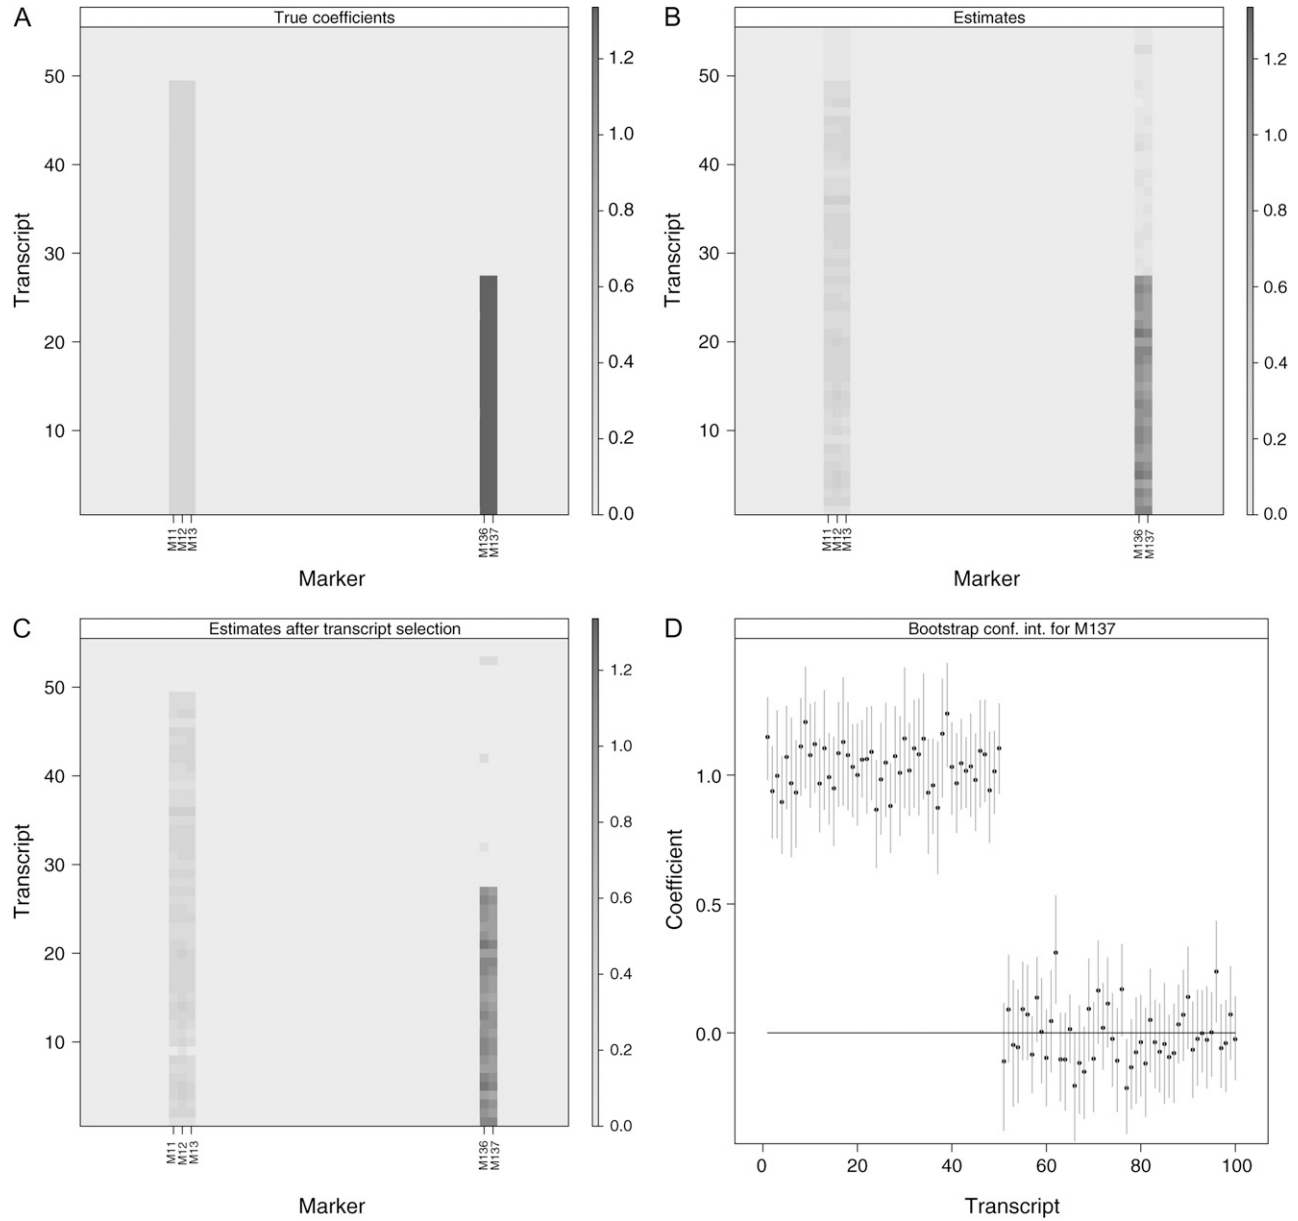 A
True coefficients
50
40
30
20
10
Transcript
M11
M12
M13
M136
M137
Marker
1.2
1.0
0.8
0.6
0.4
0.2
0.0
B
Estimates
50
40
30
20
10
Transcript
M11
M12
M13
M136
M137
Marker
1.2
1.0
0.8
0.6
0.4
0.2
0.0
C
Estimates after transcript selection
50
40
30
20
10
Transcript
M11
M12
M13
M136
M137
Marker
1.2
1.0
0.8
0.6
0.4
0.2
0.0
D
Bootstrap conf. int. for M137
1.0
0.5
0.0
Coefficient
0 20 40 60 80 100
Transcript